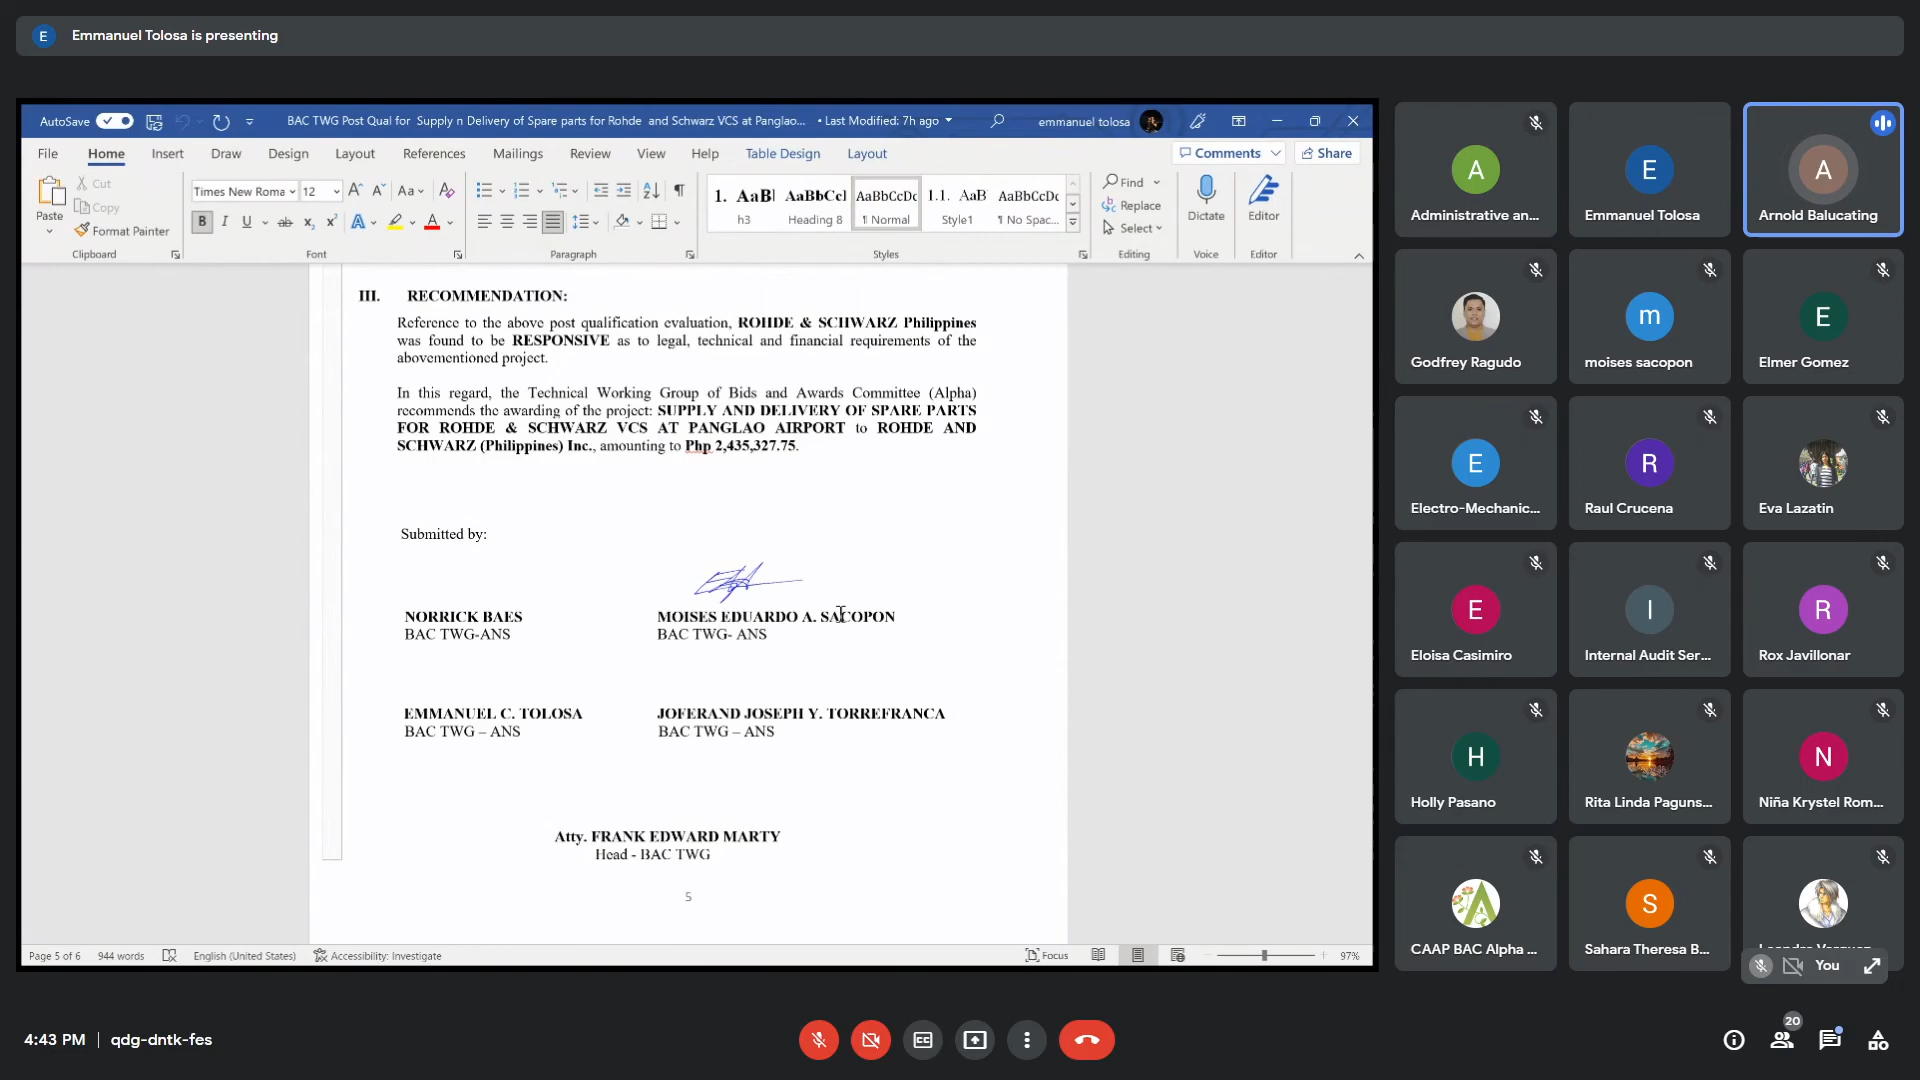 E Emmanuel Tolosa is presenting
AutoSave
BAC TWG Post Qual for Supply n Delivery of Spare parts for Rohde and Schwarz VCS at Panglao... • Last Modified: 7h ago
emmanuel tolosa
File Home Insert Draw Design Layout References Mailings Review View Help Table Design Layout
Comments
Share
Paste
Cut
Copy
Format Painter
Clipboard
Times New Roma
12
Font
Paragraph
1. AaBl AaBbCcI AaBbCcDc 1.1. AaB AaBbCcDc
h3 Heading 8 ¶ Normal Style1 ¶ No Spac...
Styles
Find
Replace
Select
Editing
Dictate
Voice
Editor
Editor
III. RECOMMENDATION:
Reference to the above post qualification evaluation, ROHDE & SCHWARZ Philippines
was found to be RESPONSIVE as to legal, technical and financial requirements of the
abovementioned project.
In this regard, the Technical Working Group of Bids and Awards Committee (Alpha)
recommends the awarding of the project: SUPPLY AND DELIVERY OF SPARE PARTS
FOR ROHDE & SCHWARZ VCS AT PANGLAO AIRPORT to ROHDE AND
SCHWARZ (Philippines) Inc., amounting to Php 2,435,327.75.
Submitted by:
NORRICK BAES
BAC TWG-ANS
MOISES EDUARDO A. SACOPON
BAC TWG- ANS
EMMANUEL C. TOLOSA
BAC TWG – ANS
JOFERAND JOSEPH Y. TORREFRANCA
BAC TWG – ANS
Atty. FRANK EDWARD MARTY
Head - BAC TWG
5
Page 5 of 6 944 words English (United States) Accessibility: Investigate
Focus
97%
A
Administrative an...
E
Emmanuel Tolosa
A
Arnold Balucating
Godfrey Ragudo
m
moises sacopon
E
Elmer Gomez
E
Electro-Mechanic...
R
Raul Crucena
Eva Lazatin
E
Eloisa Casimiro
I
Internal Audit Ser...
R
Rox Javillonar
H
Holly Pasano
Rita Linda Paguns...
N
Niña Krystel Rom...
CAAP BAC Alpha ...
S
Sahara Theresa B...
You
4:43 PM | qdg-dntk-fes
20